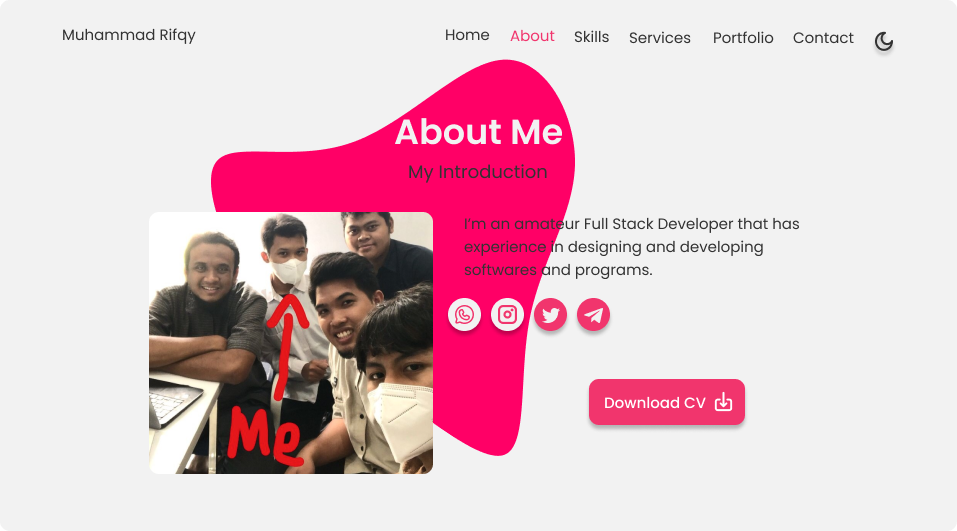 Muhammad Rifqy
Home About Skills Services Portfolio Contact
About Me
My Introduction
I'm an amateur Full Stack Developer that has
experience in designing and developing
softwares and programs.
Download CV
Me